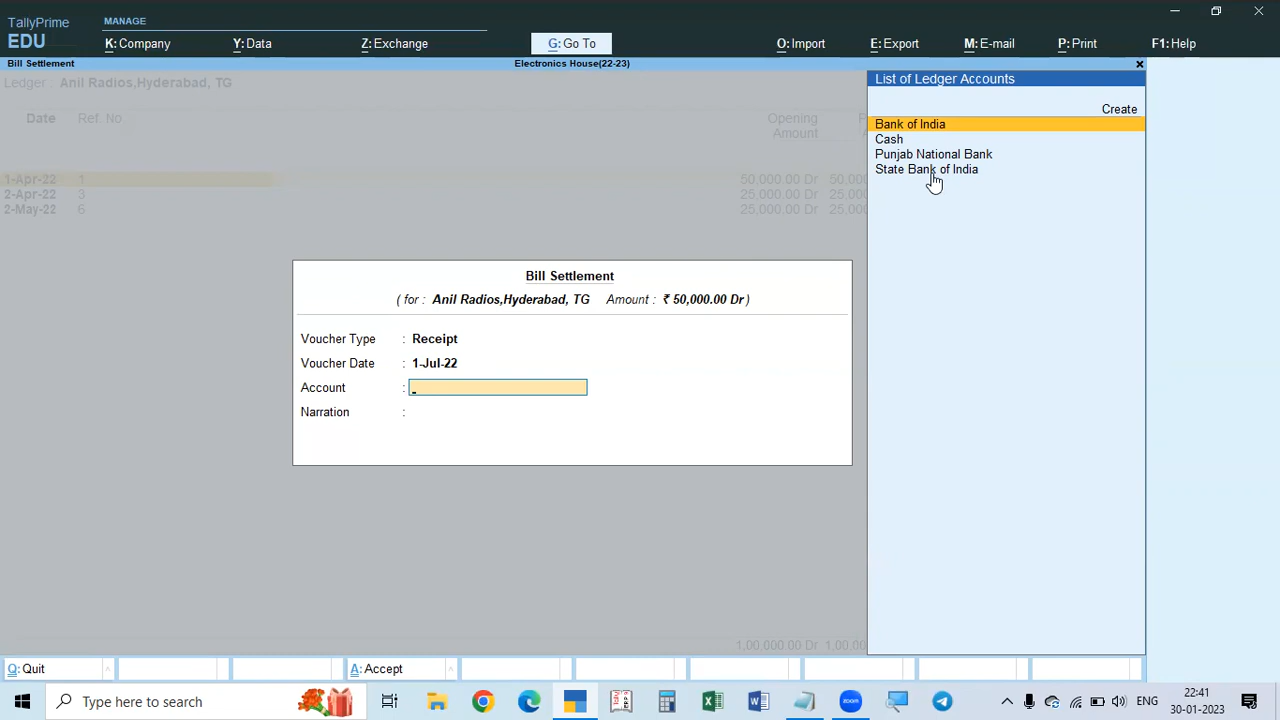 TallyPrime
EDU
MANAGE
K: Company
Y: Data
Z: Exchange
G: Go To
O: Import
E: Export
M: E-mail
P: Print
F1: Help
Bill Settlement
Electronics House(22-23)
Ledger : Anil Radios,Hyderabad, TG
Date Ref. No
Opening
Amount
1-Apr-22 1 50,000.00 Dr 50,00
2-Apr-22 3 25,000.00 Dr 25,00
2-May-22 6 25,000.00 Dr 25,00
1,00,000.00 Dr 1,00,00
List of Ledger Accounts
Create
Bank of India
Cash
Punjab National Bank
State Bank of India
Bill Settlement
( for : Anil Radios,Hyderabad, TG Amount : ₹ 50,000.00 Dr )
Voucher Type : Receipt
Voucher Date : 1-Jul-22
Account :
Narration :
Q: Quit
A: Accept
Type here to search
zoom
ENG
22:41
30-01-2023